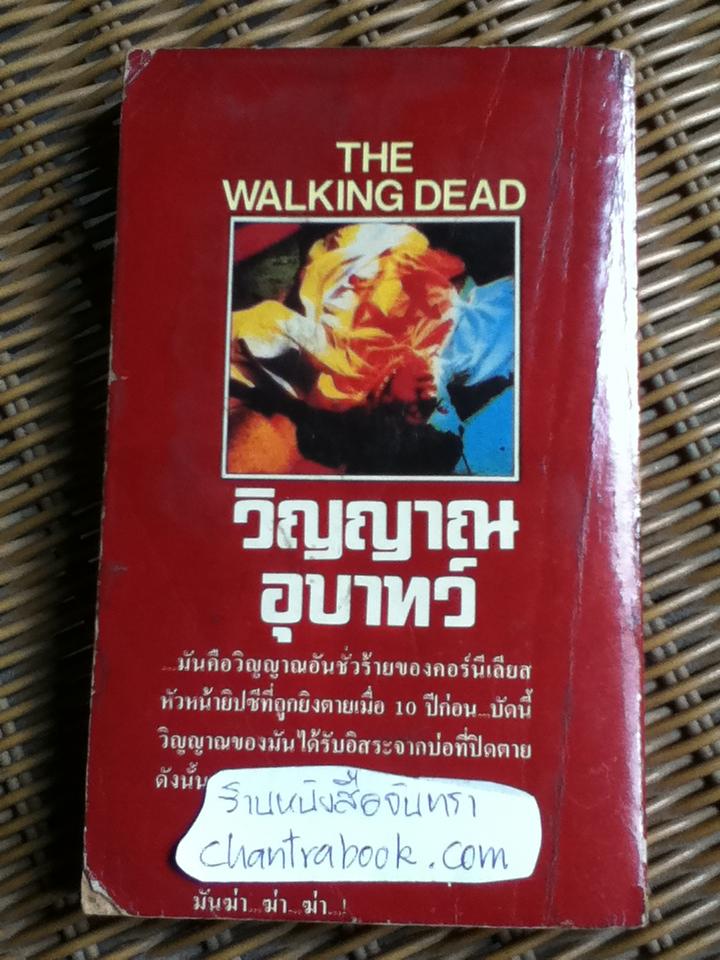 THE
WALKING DEAD
วิญญาณ
อุบาทว์
....มันคือวิญญาณอันชั่วร้ายของคอร์นีเลียส
หัวหน้ายิปซีที่ถูกยิงตายเมื่อ 10 ปีก่อน....บัดนี้
วิญญาณของมันได้รับอิสระจากบ่อที่ปิดตาย
ดังนั้น
ร้านหนังสือจันทรา
chantrabook.com
มันฆ่า....ฆ่า....ฆ่า....!